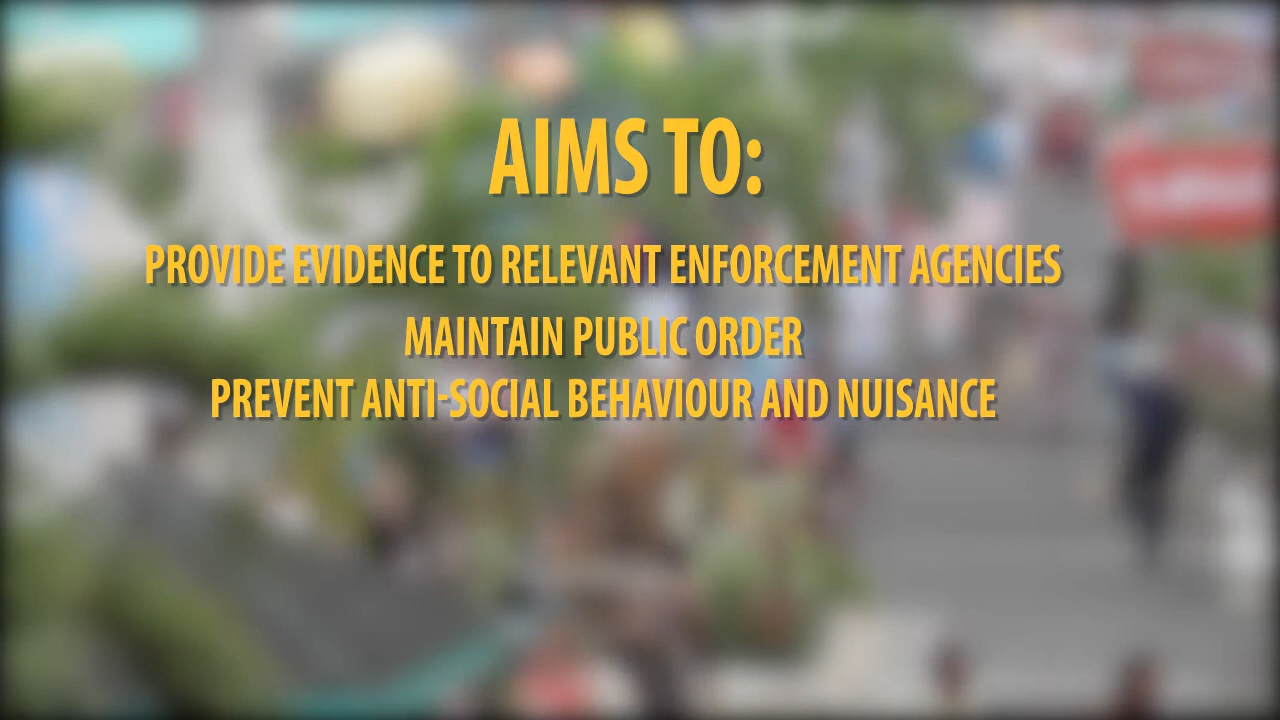 AIMS TO:
PROVIDE EVIDENCE TO RELEVANT ENFORCEMENT AGENCIES
MAINTAIN PUBLIC ORDER
PREVENT ANTI-SOCIAL BEHAVIOUR AND NUISANCE